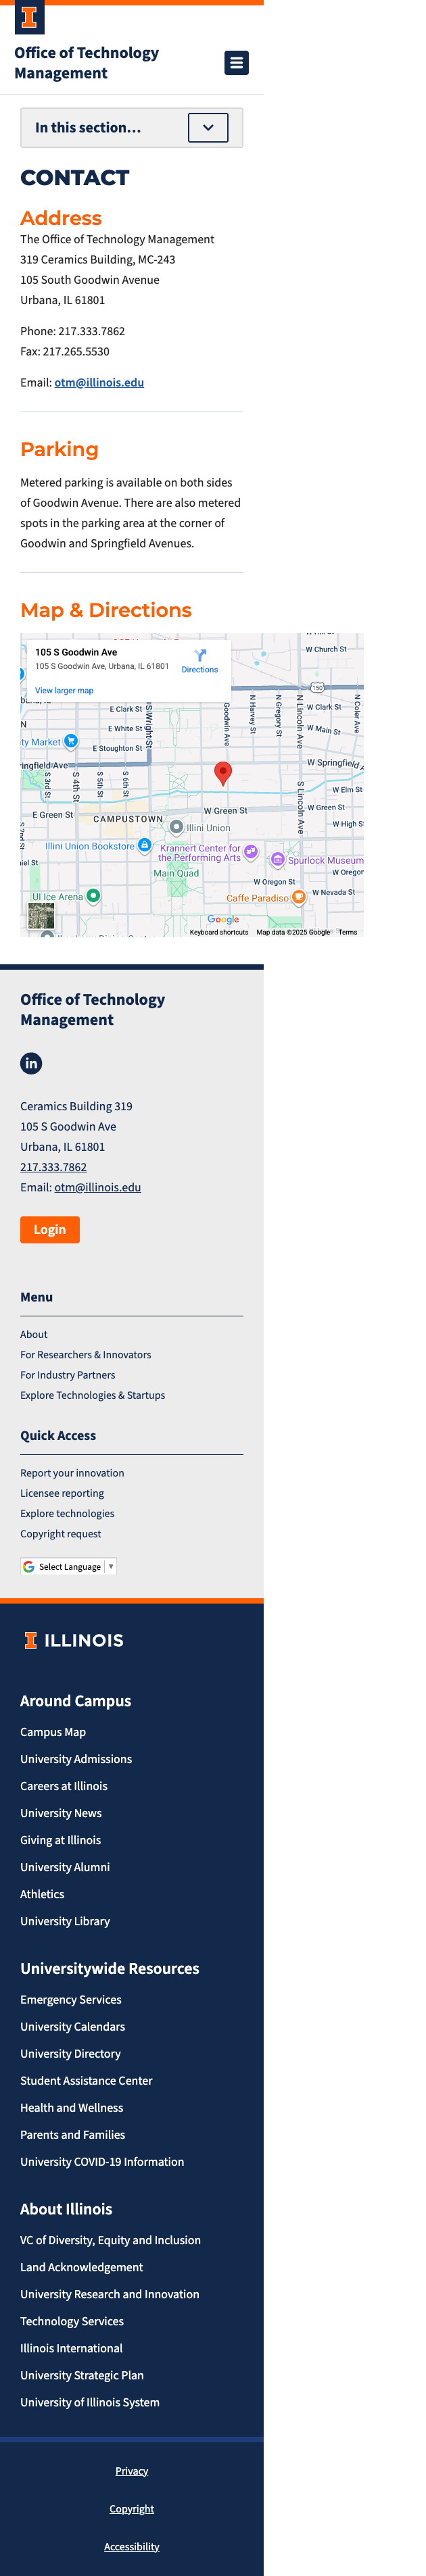 Office of Technology
Management
In this section...
CONTACT
Address
The Office of Technology Management
319 Ceramics Building, MC-243
105 South Goodwin Avenue
Urbana, IL 61801
Phone: 217.333.7862
Fax: 217.265.5530
Email: otm@illinois.edu
Parking
Metered parking is available on both sides
of Goodwin Avenue. There are also metered
spots in the parking area at the corner of
Goodwin and Springfield Avenues.
Map & Directions
105 S Goodwin Ave
105 S Goodwin Ave, Urbana, IL 61801
Directions
View larger map
W Church St
150
E Clark St
W Clark St
E White St
W Main St
E Stoughton St
S Wright St
Goodwin Ave
N Harvey St
N Gregory St
N Lincoln Ave
N Coler Ave
ty Market
ingfield Ave
W Springfield A
S 3rd St
S 4th St
S 5th St
S 6th St
S Lincoln Ave
W Elm St
W Green St
W Green St
E Green St
CAMPUSTOWN
Illini Union
W High S
Illini Union Bookstore
Krannert Center for
the Performing Arts
Spurlock Museum
Main Quad
W Oregon
W Oregon St
UI Ice Arena
Caffe Paradiso
W Nevada St
Google
Keyboard shortcuts
Map data ©2025 Google
Terms
Office of Technology
Management
in
Ceramics Building 319
105 S Goodwin Ave
Urbana, IL 61801
217.333.7862
Email: otm@illinois.edu
Login
Menu
About
For Researchers & Innovators
For Industry Partners
Explore Technologies & Startups
Quick Access
Report your innovation
Licensee reporting
Explore technologies
Copyright request
Select Language
ILLINOIS
Around Campus
Campus Map
University Admissions
Careers at Illinois
University News
Giving at Illinois
University Alumni
Athletics
University Library
Universitywide Resources
Emergency Services
University Calendars
University Directory
Student Assistance Center
Health and Wellness
Parents and Families
University COVID-19 Information
About Illinois
VC of Diversity, Equity and Inclusion
Land Acknowledgement
University Research and Innovation
Technology Services
Illinois International
University Strategic Plan
University of Illinois System
Privacy
Copyright
Accessibility